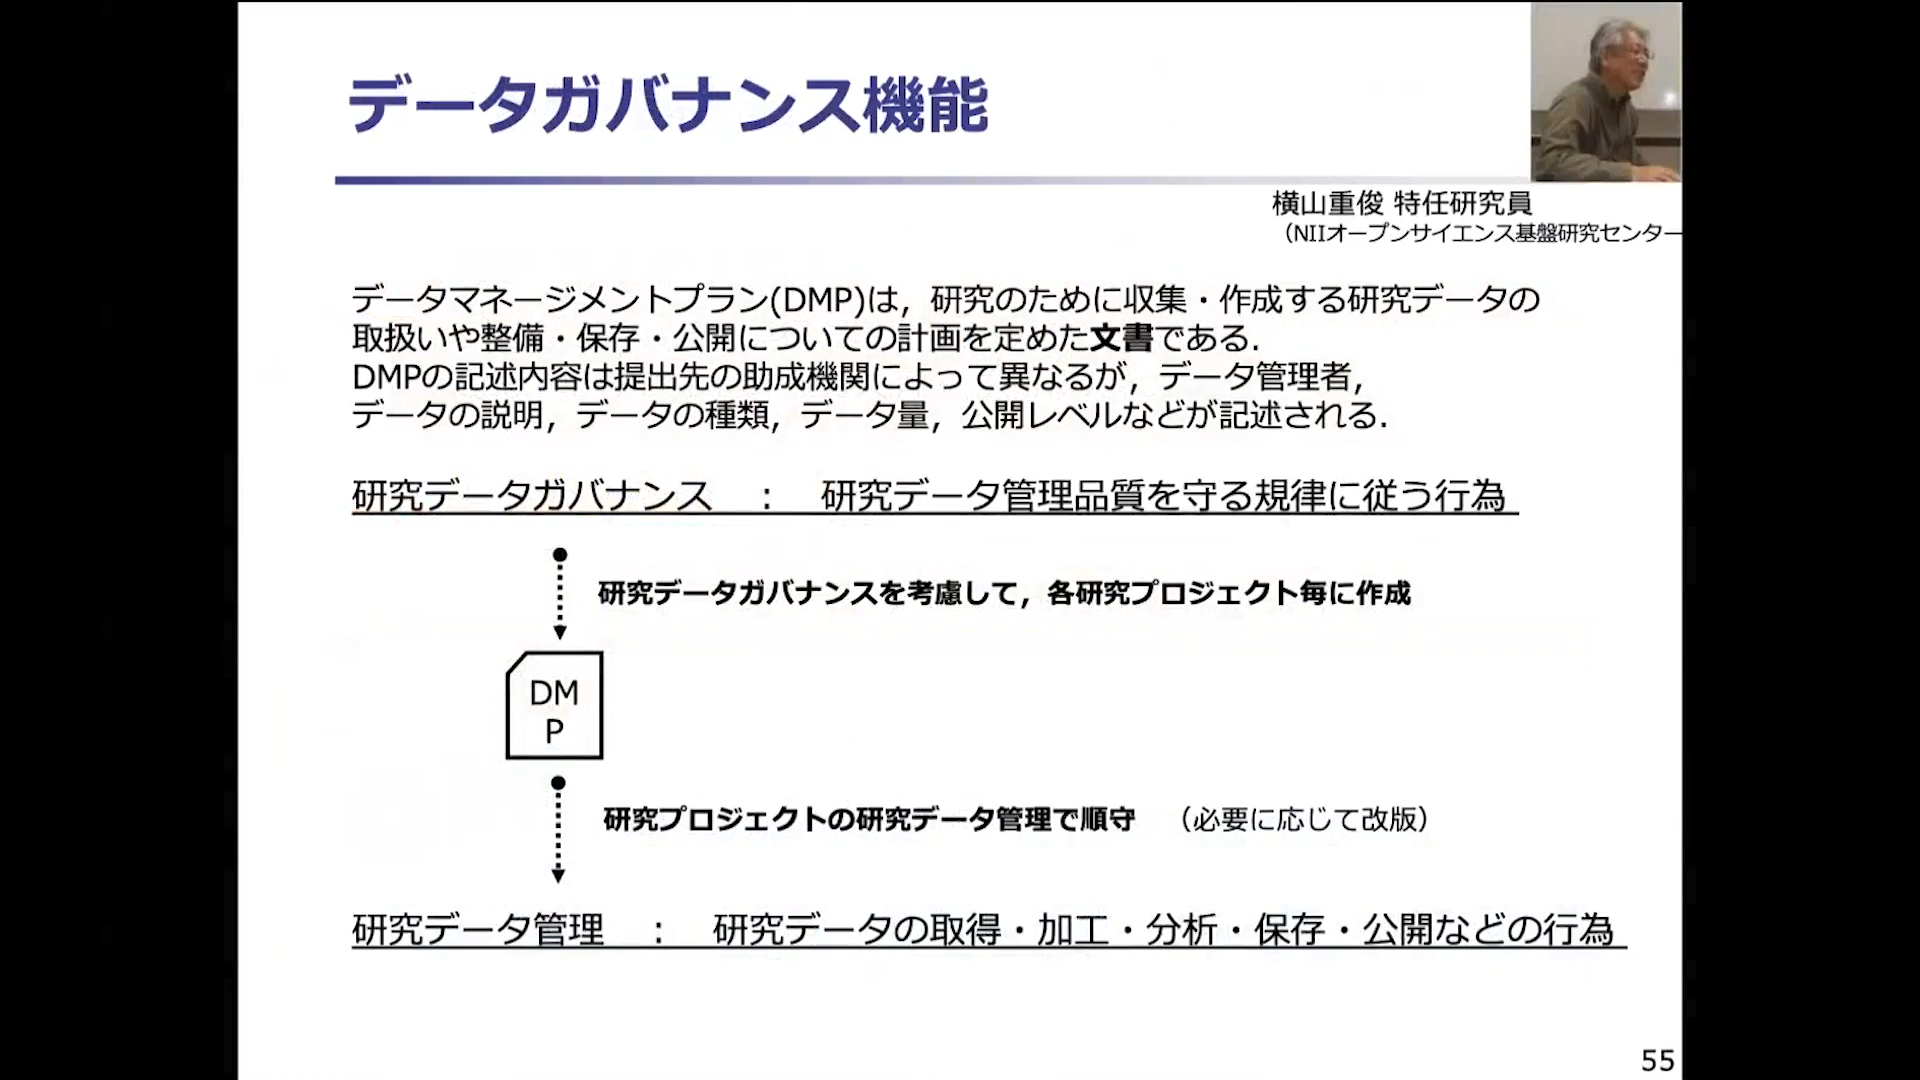 データガバナンス機能
横山重俊 特任研究員
（NIIオープンサイエンス基盤研究センター
データマネージメントプラン(DMP)は，研究のために収集・作成する研究データの
取扱いや整備・保存・公開についての計画を定めた文書である．
DMPの記述内容は提出先の助成機関によって異なるが，データ管理者，
データの説明，データの種類，データ量，公開レベルなどが記述される．
研究データガバナンス　：　研究データ管理品質を守る規律に従う行為
研究データガバナンスを考慮して，各研究プロジェクト毎に作成
DM
P
研究プロジェクトの研究データ管理で順守　（必要に応じて改版）
研究データ管理　：　研究データの取得・加工・分析・保存・公開などの行為
55